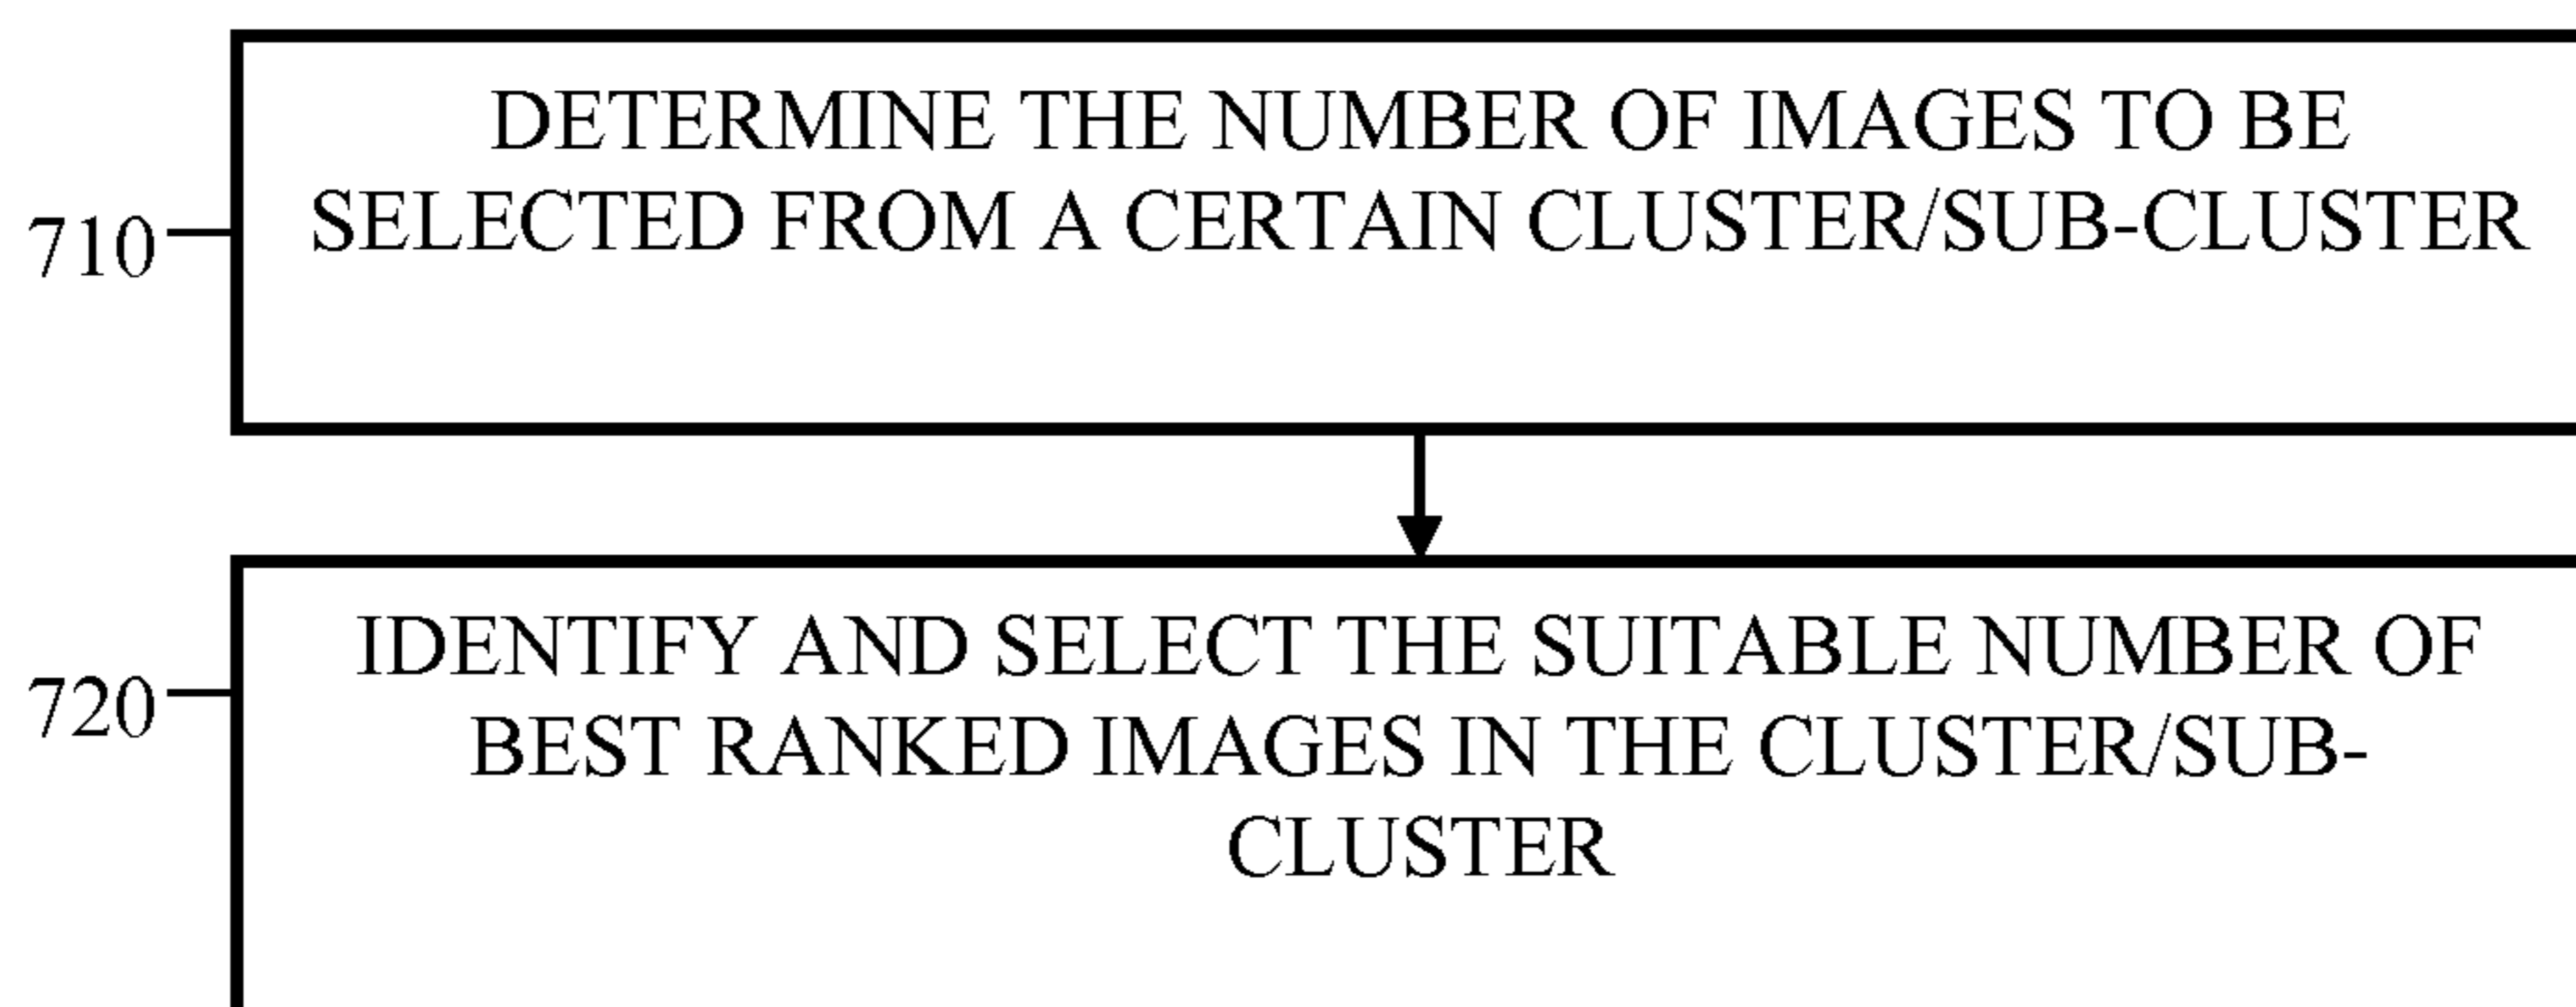 DETERMINE THE NUMBER OF IMAGES TO BE
710 SELECTED FROM A CERTAIN CLUSTER/SUB-CLUSTER
IDENTIFY AND SELECT THE SUITABLE NUMBER OF
720 BEST RANKED IMAGES IN THE CLUSTER/SUB-
CLUSTER